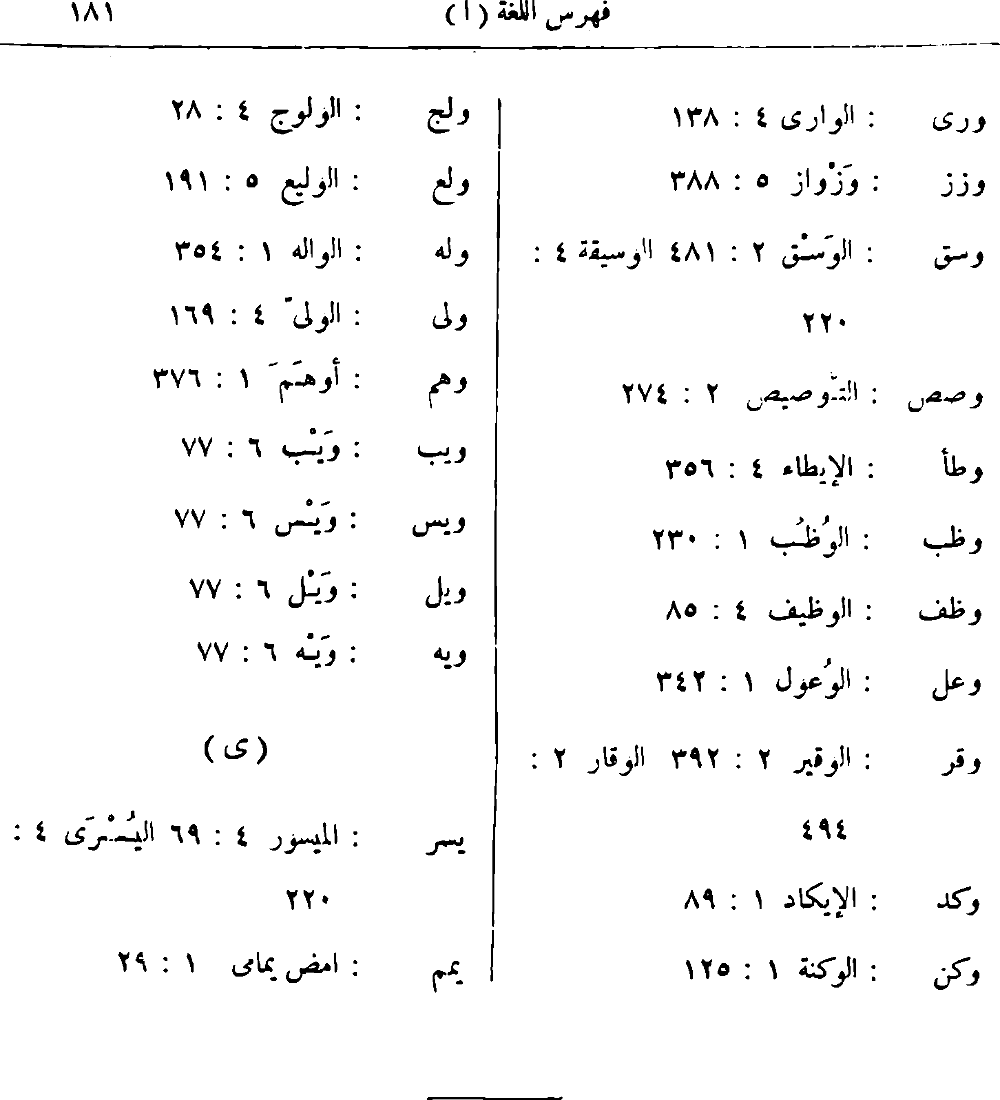 فهرس اللغة (أ) ١٨١
ورى : الوارى ٤ : ١٣٨
وزز : وَزْواز ٥ : ٣٨٨
وسق : الوَسْق ٢ : ٤٨١ الوسيقة ٤ :
٢٢٠
وصص : التَّوصيص ٢ : ٢٧٤
وطأ : الإيطاء ٤ : ٣٥٦
وظب : الوُظُب ١ : ٢٣٠
وظف : الوظيف ٤ : ٨٥
وعل : الوُعول ١ : ٣٤٢
وقر : الوقير ٢ : ٣٩٢ الوقار ٢ :
٤٩٤
وكد : الإيكاد ١ : ٨٩
وكن : الوكنة ١ : ١٢٥
ولج : الولوج ٤ : ٢٨
ولع : الوليع ٥ : ١٩١
وله : الواله ١ : ٣٥٤
ولى : الولىّ ٤ : ١٦٩
وهم : أوهَمَ ١ : ٣٧٦
ويب : وَيْب ٦ : ٧٧
ويس : وَيْس ٦ : ٧٧
ويل : وَيْل ٦ : ٧٧
ويه : وَيْه ٦ : ٧٧
(ى)
يسر : الميسور ٤ : ٦٩ اليُسْرَى ٤ :
٢٢٠
يمم : امض يمامى ١ : ٢٩